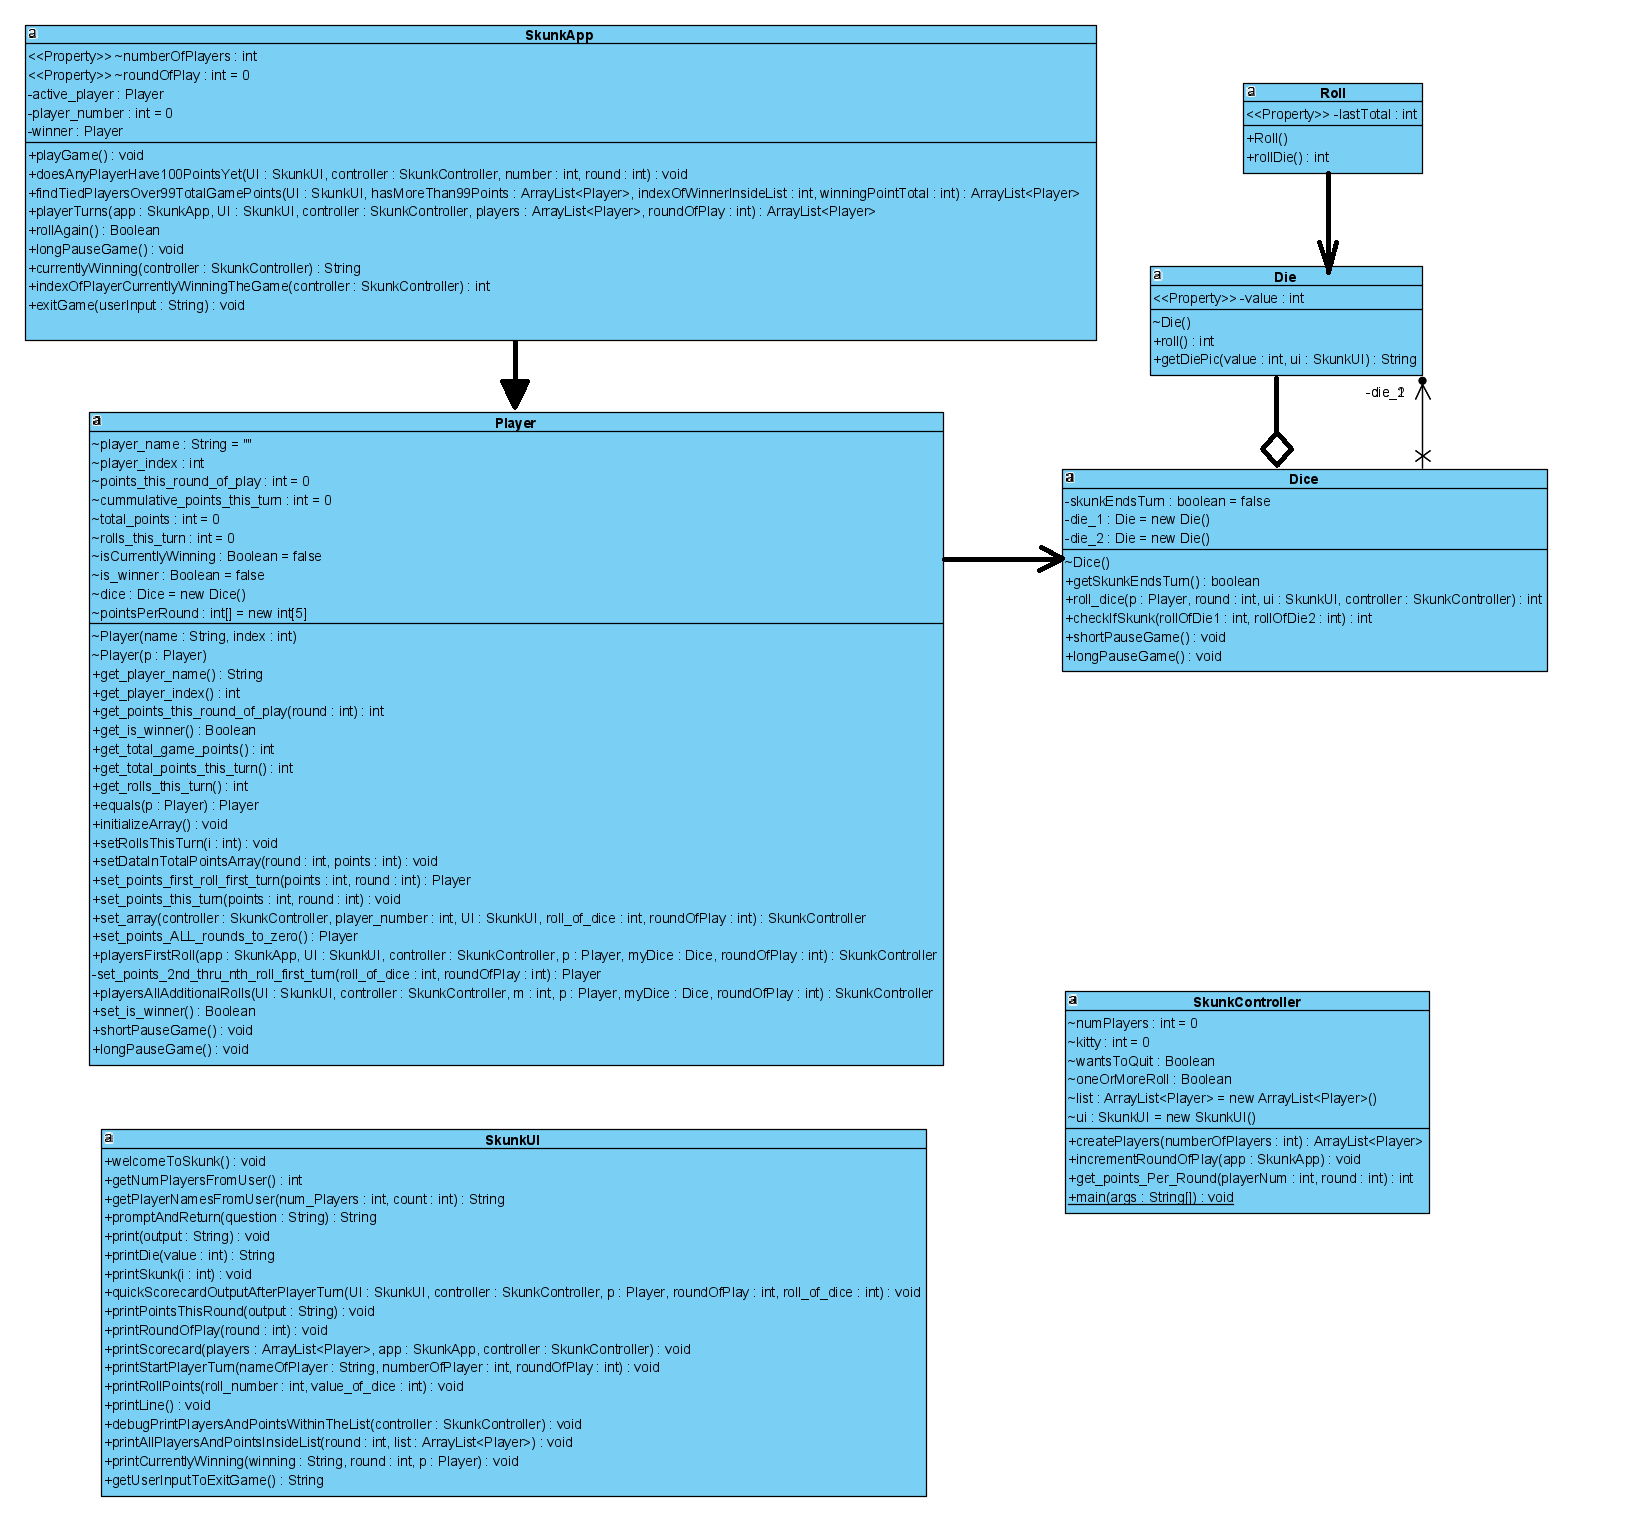 a
SkunkApp
<<Property>> ~numberOfPlayers : int
<<Property>> ~roundOfPlay : int = 0
-active_player : Player
-player_number : int = 0
-winner : Player
+playGame() : void
+doesAnyPlayerHave100PointsYet(UI : SkunkUI, controller : SkunkController, number : int, round : int) : void
+findTiedPlayersOver99TotalGamePoints(UI : SkunkUI, hasMoreThan99Points : ArrayList<Player>, indexOfWinnerInsideList : int, winningPointTotal : int) : ArrayList<Player>
+playerTurns(app : SkunkApp, UI : SkunkUI, controller : SkunkController, players : ArrayList<Player>, roundOfPlay : int) : ArrayList<Player>
+rollAgain() : Boolean
+longPauseGame() : void
+currentlyWinning(controller : SkunkController) : String
+indexOfPlayerCurrentlyWinningTheGame(controller : SkunkController) : int
+exitGame(userInput : String) : void
a
Roll
<<Property>> -lastTotal : int
+Roll()
+rollDie() : int
a
Die
<<Property>> -value : int
~Die()
+roll() : int
+getDiePic(value : int, ui : SkunkUI) : String
a
Player
~player_name : String = ""
~player_index : int
~points_this_round_of_play : int = 0
~cummulative_points_this_turn : int = 0
~total_points : int = 0
~rolls_this_turn : int = 0
~isCurrentlyWinning : Boolean = false
~is_winner : Boolean = false
~dice : Dice = new Dice()
~pointsPerRound : int[] = new int[5]
~Player(name : String, index : int)
~Player(p : Player)
+get_player_name() : String
+get_player_index() : int
+get_points_this_round_of_play(round : int) : int
+get_is_winner() : Boolean
+get_total_game_points() : int
+get_total_points_this_turn() : int
+get_rolls_this_turn() : int
+equals(p : Player) : Player
+initializeArray() : void
+setRollsThisTurn(i : int) : void
+setDataInTotalPointsArray(round : int, points : int) : void
+set_points_first_roll_first_turn(points : int, round : int) : Player
+set_points_this_turn(points : int, round : int) : void
+set_array(controller : SkunkController, player_number : int, UI : SkunkUI, roll_of_dice : int, roundOfPlay : int) : SkunkController
+set_points_ALL_rounds_to_zero() : Player
+playersFirstRoll(app : SkunkApp, UI : SkunkUI, controller : SkunkController, p : Player, myDice : Dice, roundOfPlay : int) : SkunkController
-set_points_2nd_thru_nth_roll_first_turn(roll_of_dice : int, roundOfPlay : int) : Player
+playersAllAdditionalRolls(UI : SkunkUI, controller : SkunkController, m : int, p : Player, myDice : Dice, roundOfPlay : int) : SkunkController
+set_is_winner() : Boolean
+shortPauseGame() : void
+longPauseGame() : void
a
Dice
-skunkEndsTurn : boolean = false
-die_1 : Die = new Die()
-die_2 : Die = new Die()
~Dice()
+getSkunkEndsTurn() : boolean
+roll_dice(p : Player, round : int, ui : SkunkUI, controller : SkunkController) : int
+checkIfSkunk(rollOfDie1 : int, rollOfDie2 : int) : int
+shortPauseGame() : void
+longPauseGame() : void
a
SkunkController
~numPlayers : int = 0
~kitty : int = 0
~wantsToQuit : Boolean
~oneOrMoreRoll : Boolean
~list : ArrayList<Player> = new ArrayList<Player>()
~ui : SkunkUI = new SkunkUI()
+createPlayers(numberOfPlayers : int) : ArrayList<Player>
+incrementRoundOfPlay(app : SkunkApp) : void
+get_points_Per_Round(playerNum : int, round : int) : int
+main(args : String[]) : void
a
SkunkUI
+welcomeToSkunk() : void
+getNumPlayersFromUser() : int
+getPlayerNamesFromUser(num_Players : int, count : int) : String
+promptAndReturn(question : String) : String
+print(output : String) : void
+printDie(value : int) : String
+printSkunk(i : int) : void
+quickScorecardOutputAfterPlayerTurn(UI : SkunkUI, controller : SkunkController, p : Player, roundOfPlay : int, roll_of_dice : int) : void
+printPointsThisRound(output : String) : void
+printRoundOfPlay(round : int) : void
+printScorecard(players : ArrayList<Player>, app : SkunkApp, controller : SkunkController) : void
+printStartPlayerTurn(nameOfPlayer : String, numberOfPlayer : int, roundOfPlay : int) : void
+printRollPoints(roll_number : int, value_of_dice : int) : void
+printLine() : void
+debugPrintPlayersAndPointsWithinTheList(controller : SkunkController) : void
+printAllPlayersAndPointsInsideList(round : int, list : ArrayList<Player>) : void
+printCurrentlyWinning(winning : String, round : int, p : Player) : void
+getUserInputToExitGame() : String